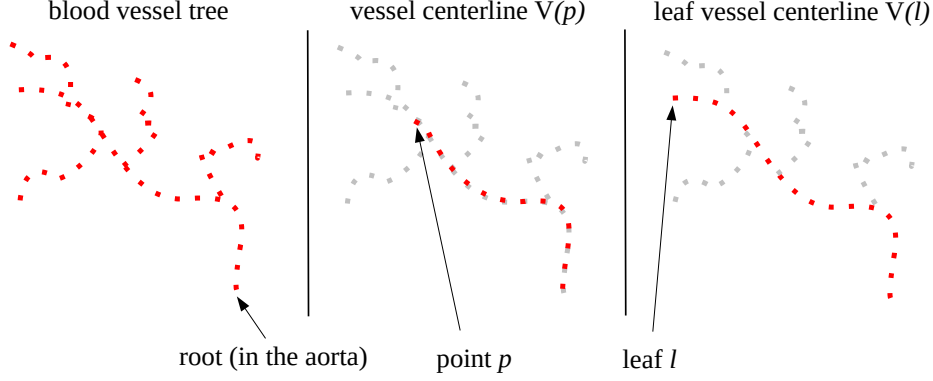 blood vessel tree
vessel centerline V(p)
leaf vessel centerline V(l)
root (in the aorta)
point p
leaf l